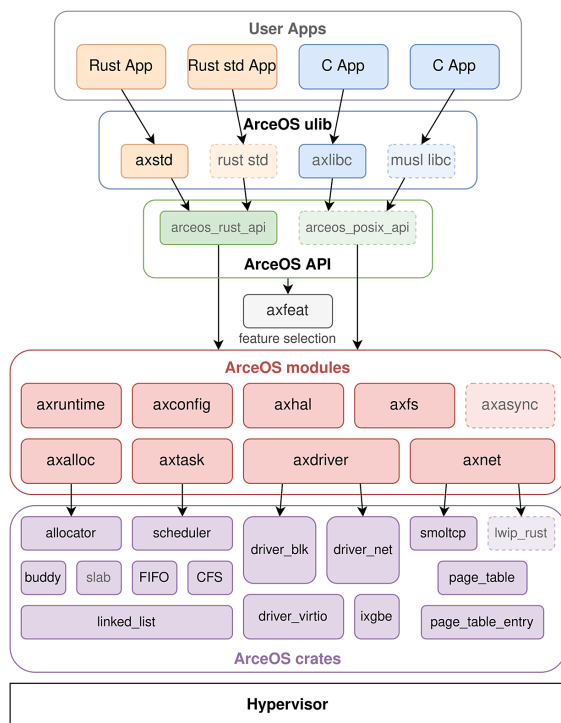 User Apps
Rust App
Rust std App
C App
C App
ArceOS ulib
axstd
rust std
axlibc
musl libc
arceos_rust_api
arceos_posix_api
ArceOS API
axfeat
feature selection
ArceOS modules
axruntime
axconfig
axhal
axfs
axasync
axalloc
axtask
axdriver
axnet
allocator
scheduler
driver_blk
driver_net
smoltcp
lwip_rust
buddy
slab
FIFO
CFS
page_table
linked_list
driver_virtio
ixgbe
page_table_entry
ArceOS crates
Hypervisor